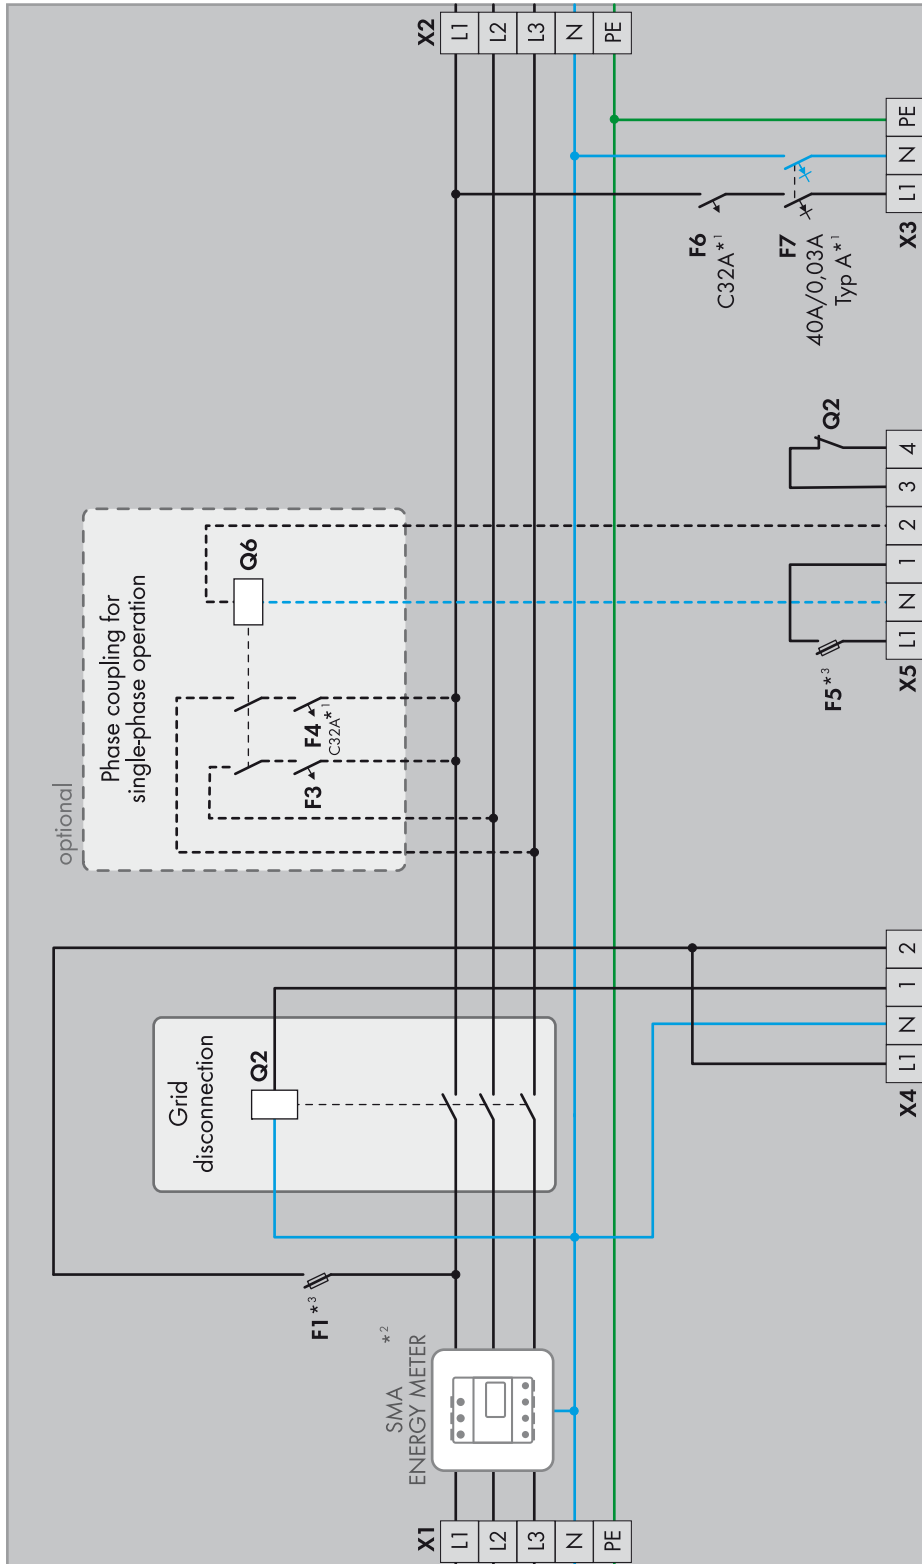 X2
L1
L2
L3
N
PE
PE
N
L1
X3
F6
C32A*1
F7
40A/0,03A
Typ A*1
optional
Phase coupling for
single-phase operation
Q6
F4
C32A*1
F3
Q2
4
3
2
1
N
L1
X5
F5*3
Grid
disconnection
Q2
2
1
N
L1
X4
F1*3
*2
SMA
ENERGY METER
X1
L1
L2
L3
N
PE